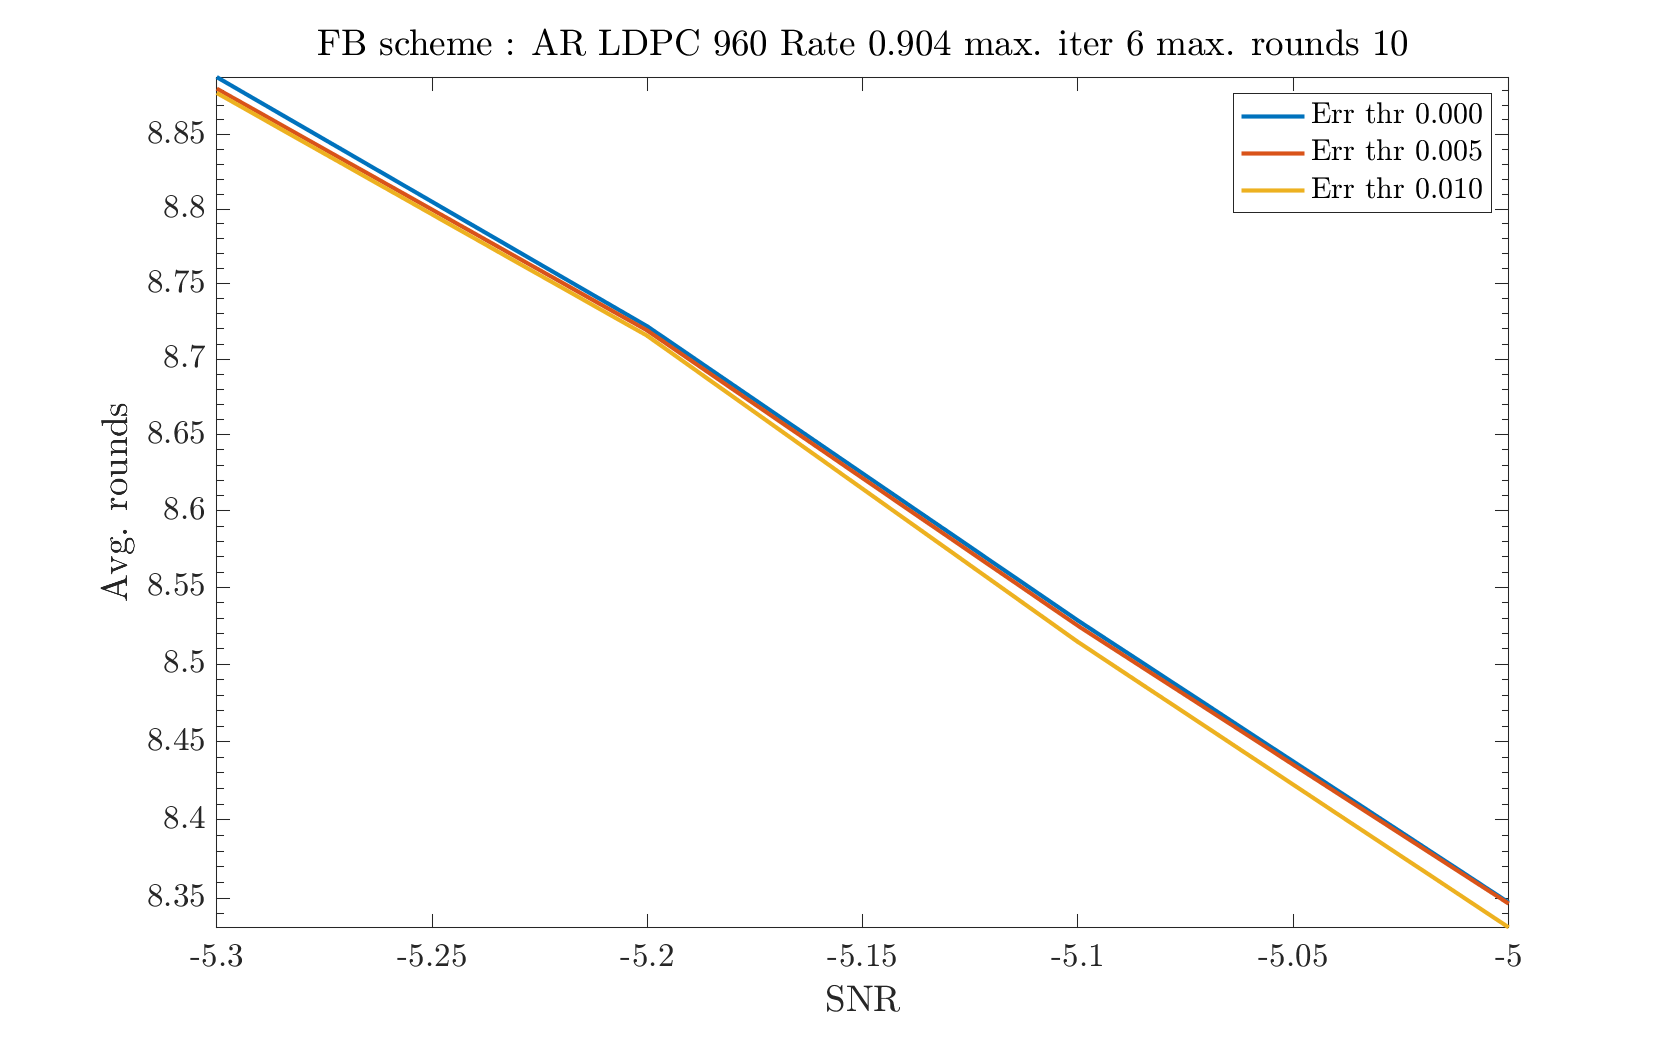 FB scheme : AR LDPC 960 Rate 0.904 max. iter 6 max. rounds 10
Err thr 0.000
Err thr 0.005
Err thr 0.010
8.85
8.8
8.75
8.7
8.65
8.6
8.55
8.5
8.45
8.4
8.35
Avg. rounds
-5.3 -5.25 -5.2 -5.15 -5.1 -5.05 -5
SNR